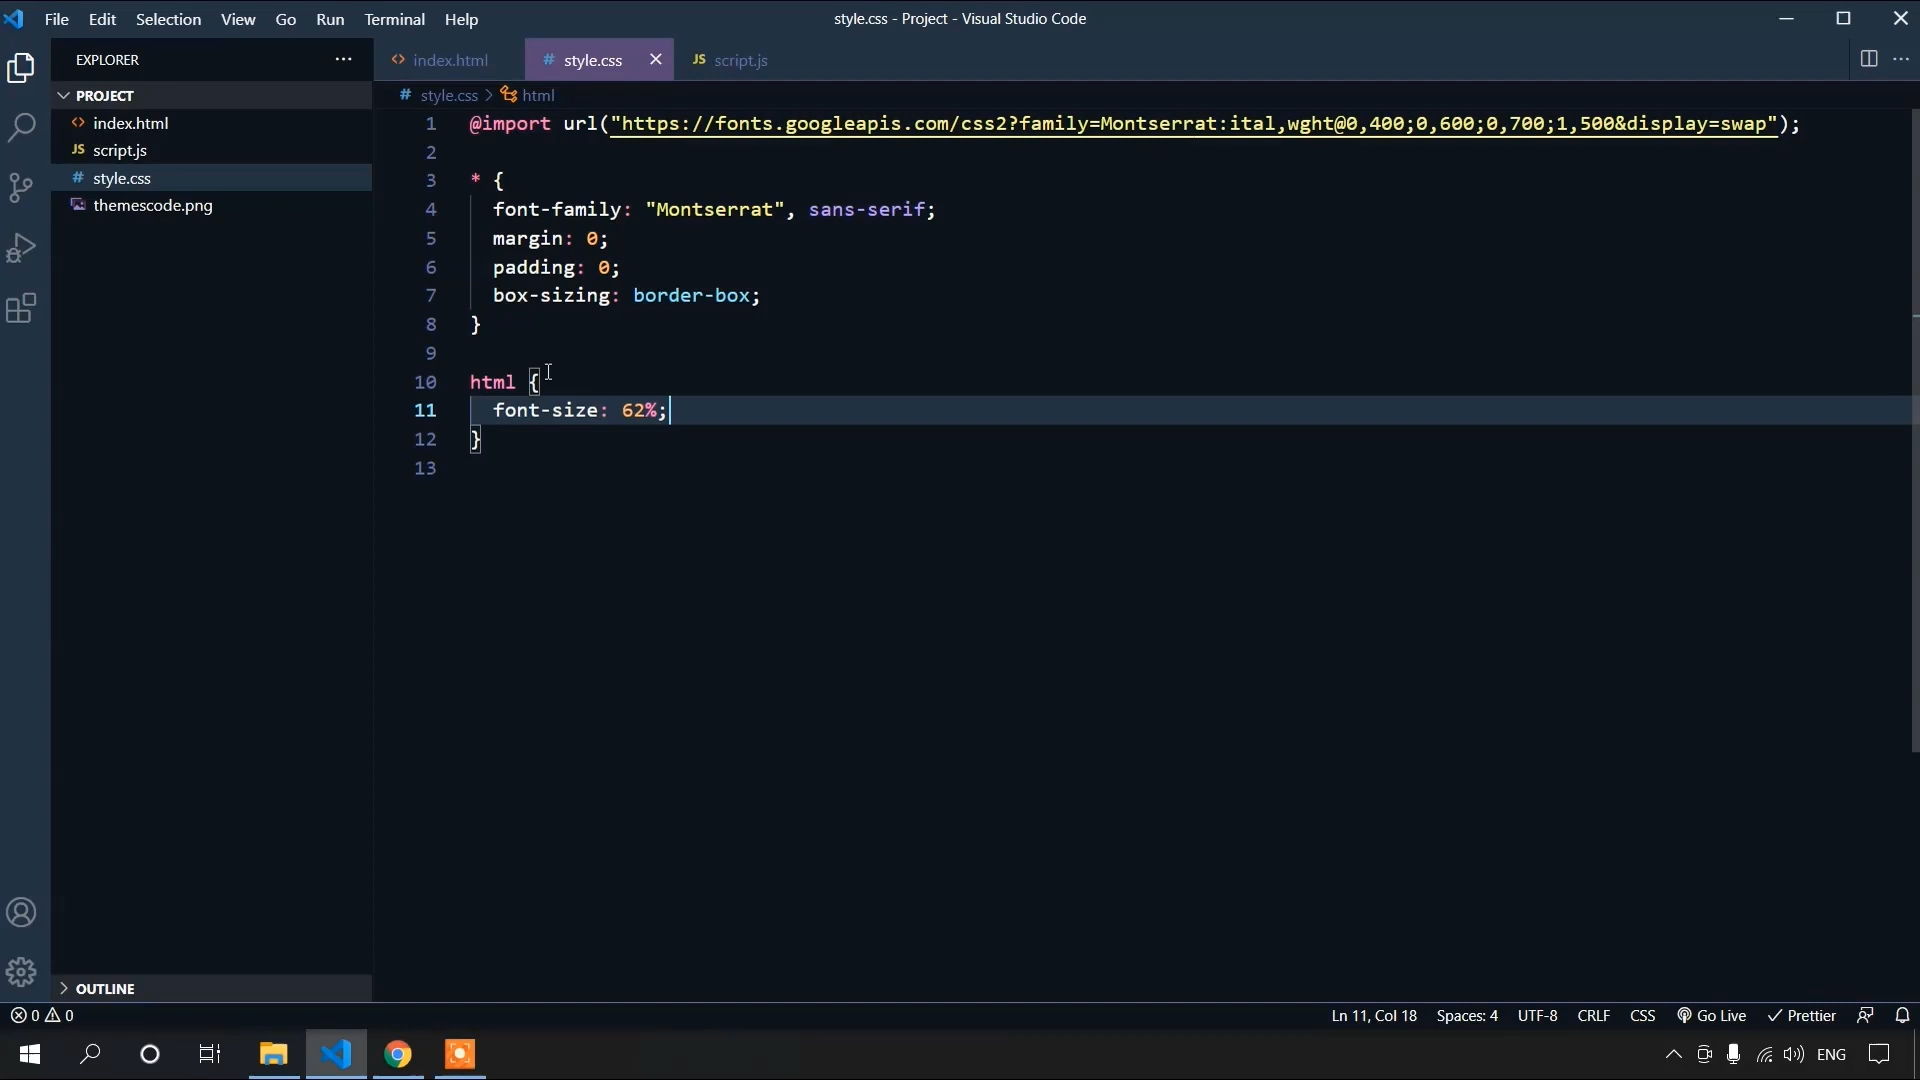 File Edit Selection View Go Run Terminal Help
style.css - Project - Visual Studio Code
EXPLORER
PROJECT
index.html
JS script.js
# style.css
themescode.png
OUTLINE
<> index.html
# style.css
JS script.js
# style.css > html
1 @import url("https://fonts.googleapis.com/css2?family=Montserrat:ital,wght@0,400;0,600;0,700;1,500&display=swap");
2
3 * {
4 font-family: "Montserrat", sans-serif;
5 margin: 0;
6 padding: 0;
7 box-sizing: border-box;
8 }
9
10 html {
11 font-size: 62%;
12 }
13
0 0
Ln 11, Col 18 Spaces: 4 UTF-8 CRLF CSS Go Live Prettier
ENG